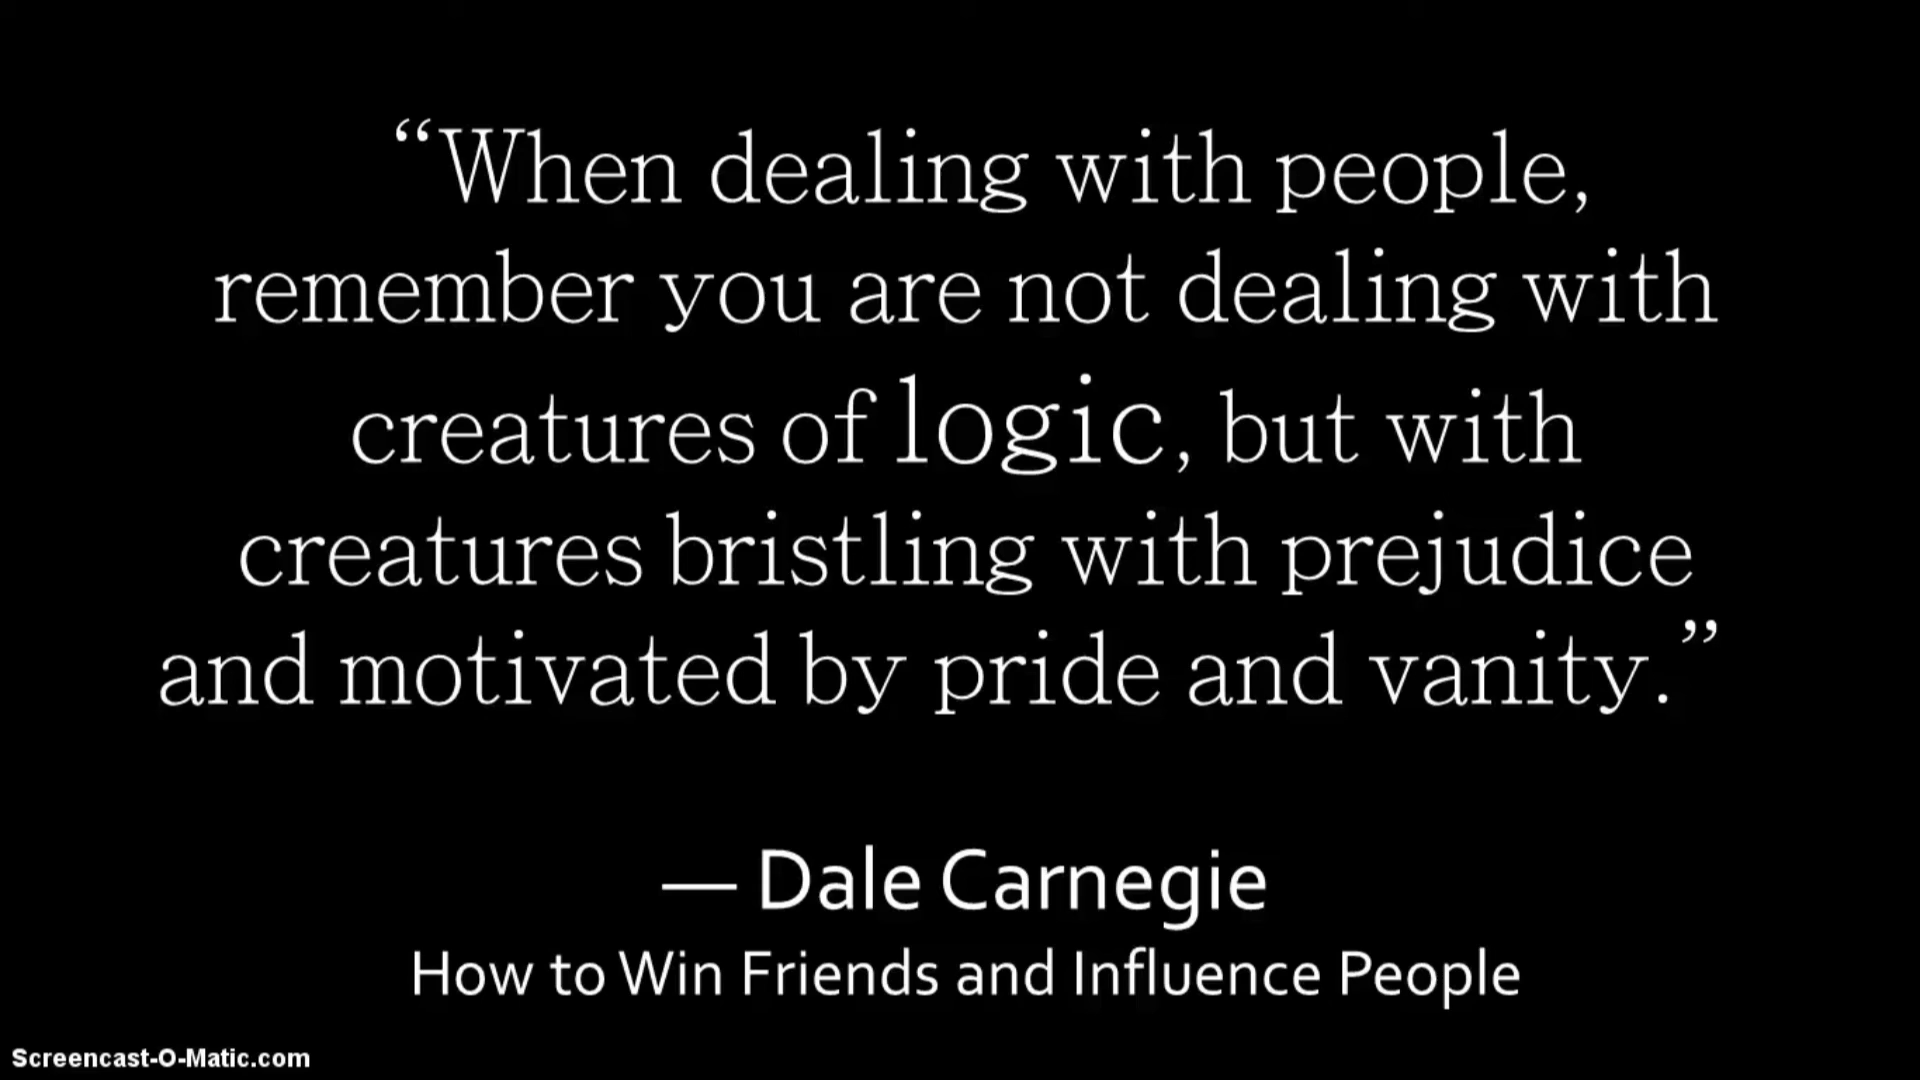 “When dealing with people,
remember you are not dealing with
creatures of logic, but with
creatures bristling with prejudice
and motivated by pride and vanity.”
— Dale Carnegie
How to Win Friends and Influence People
Screencast-O-Matic.com